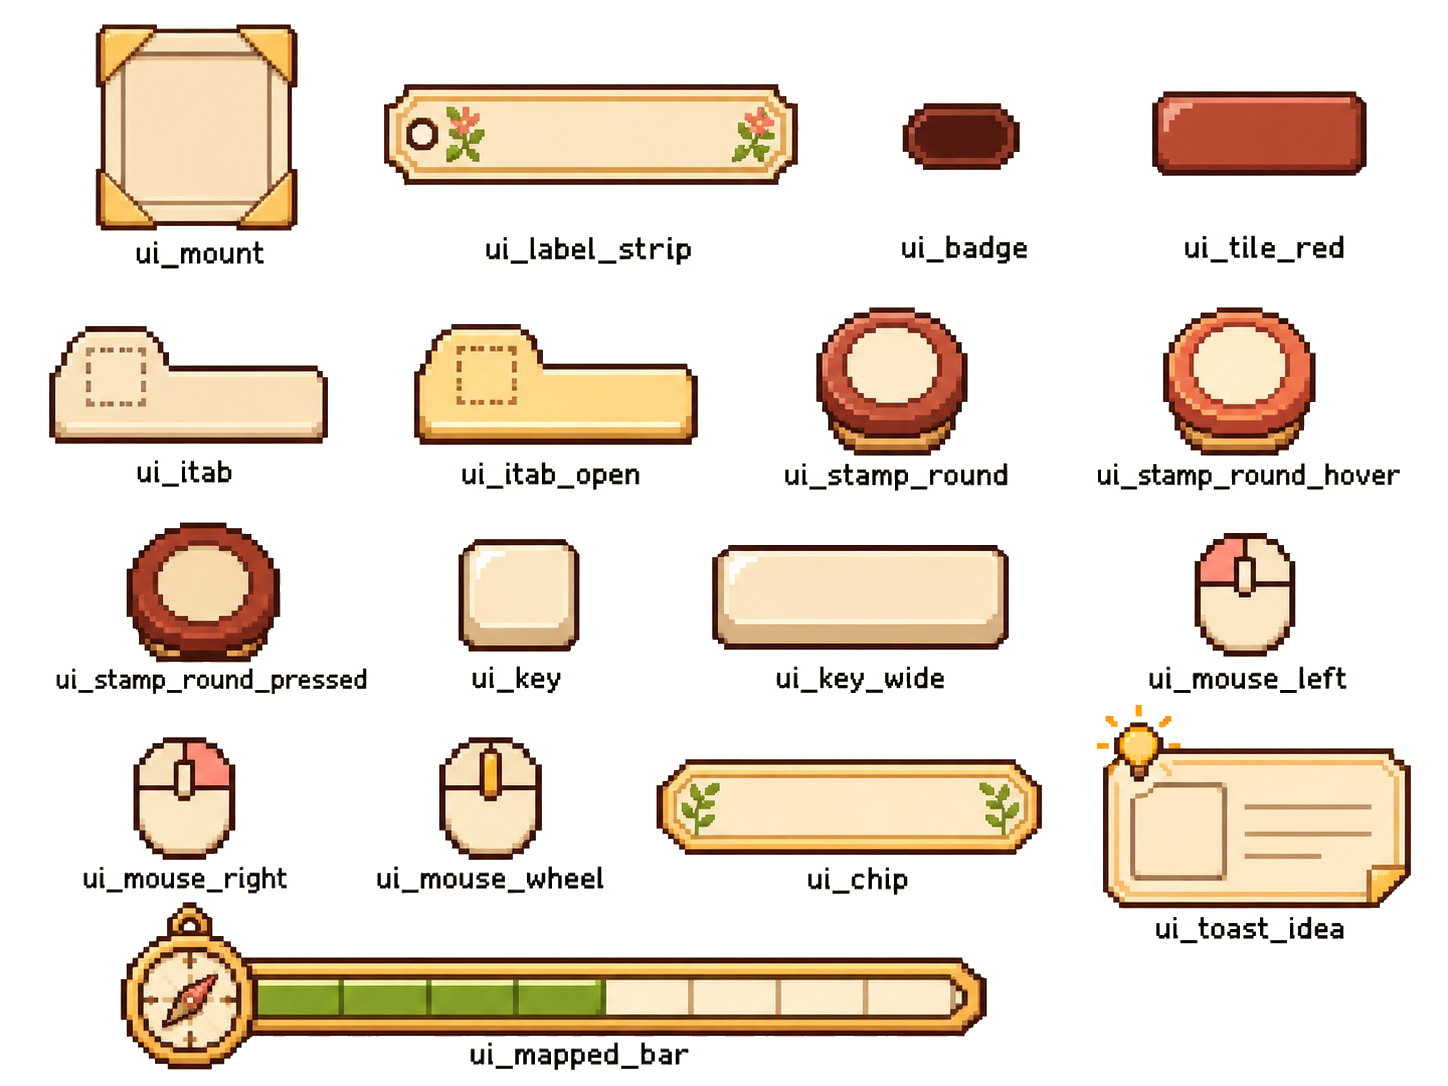 ui_mount
ui_label_strip
ui_badge
ui_tile_red
ui_itab
ui_itab_open
ui_stamp_round
ui_stamp_round_hover
ui_stamp_round_pressed
ui_key
ui_key_wide
ui_mouse_left
ui_mouse_right
ui_mouse_wheel
ui_chip
ui_toast_idea
ui_mapped_bar